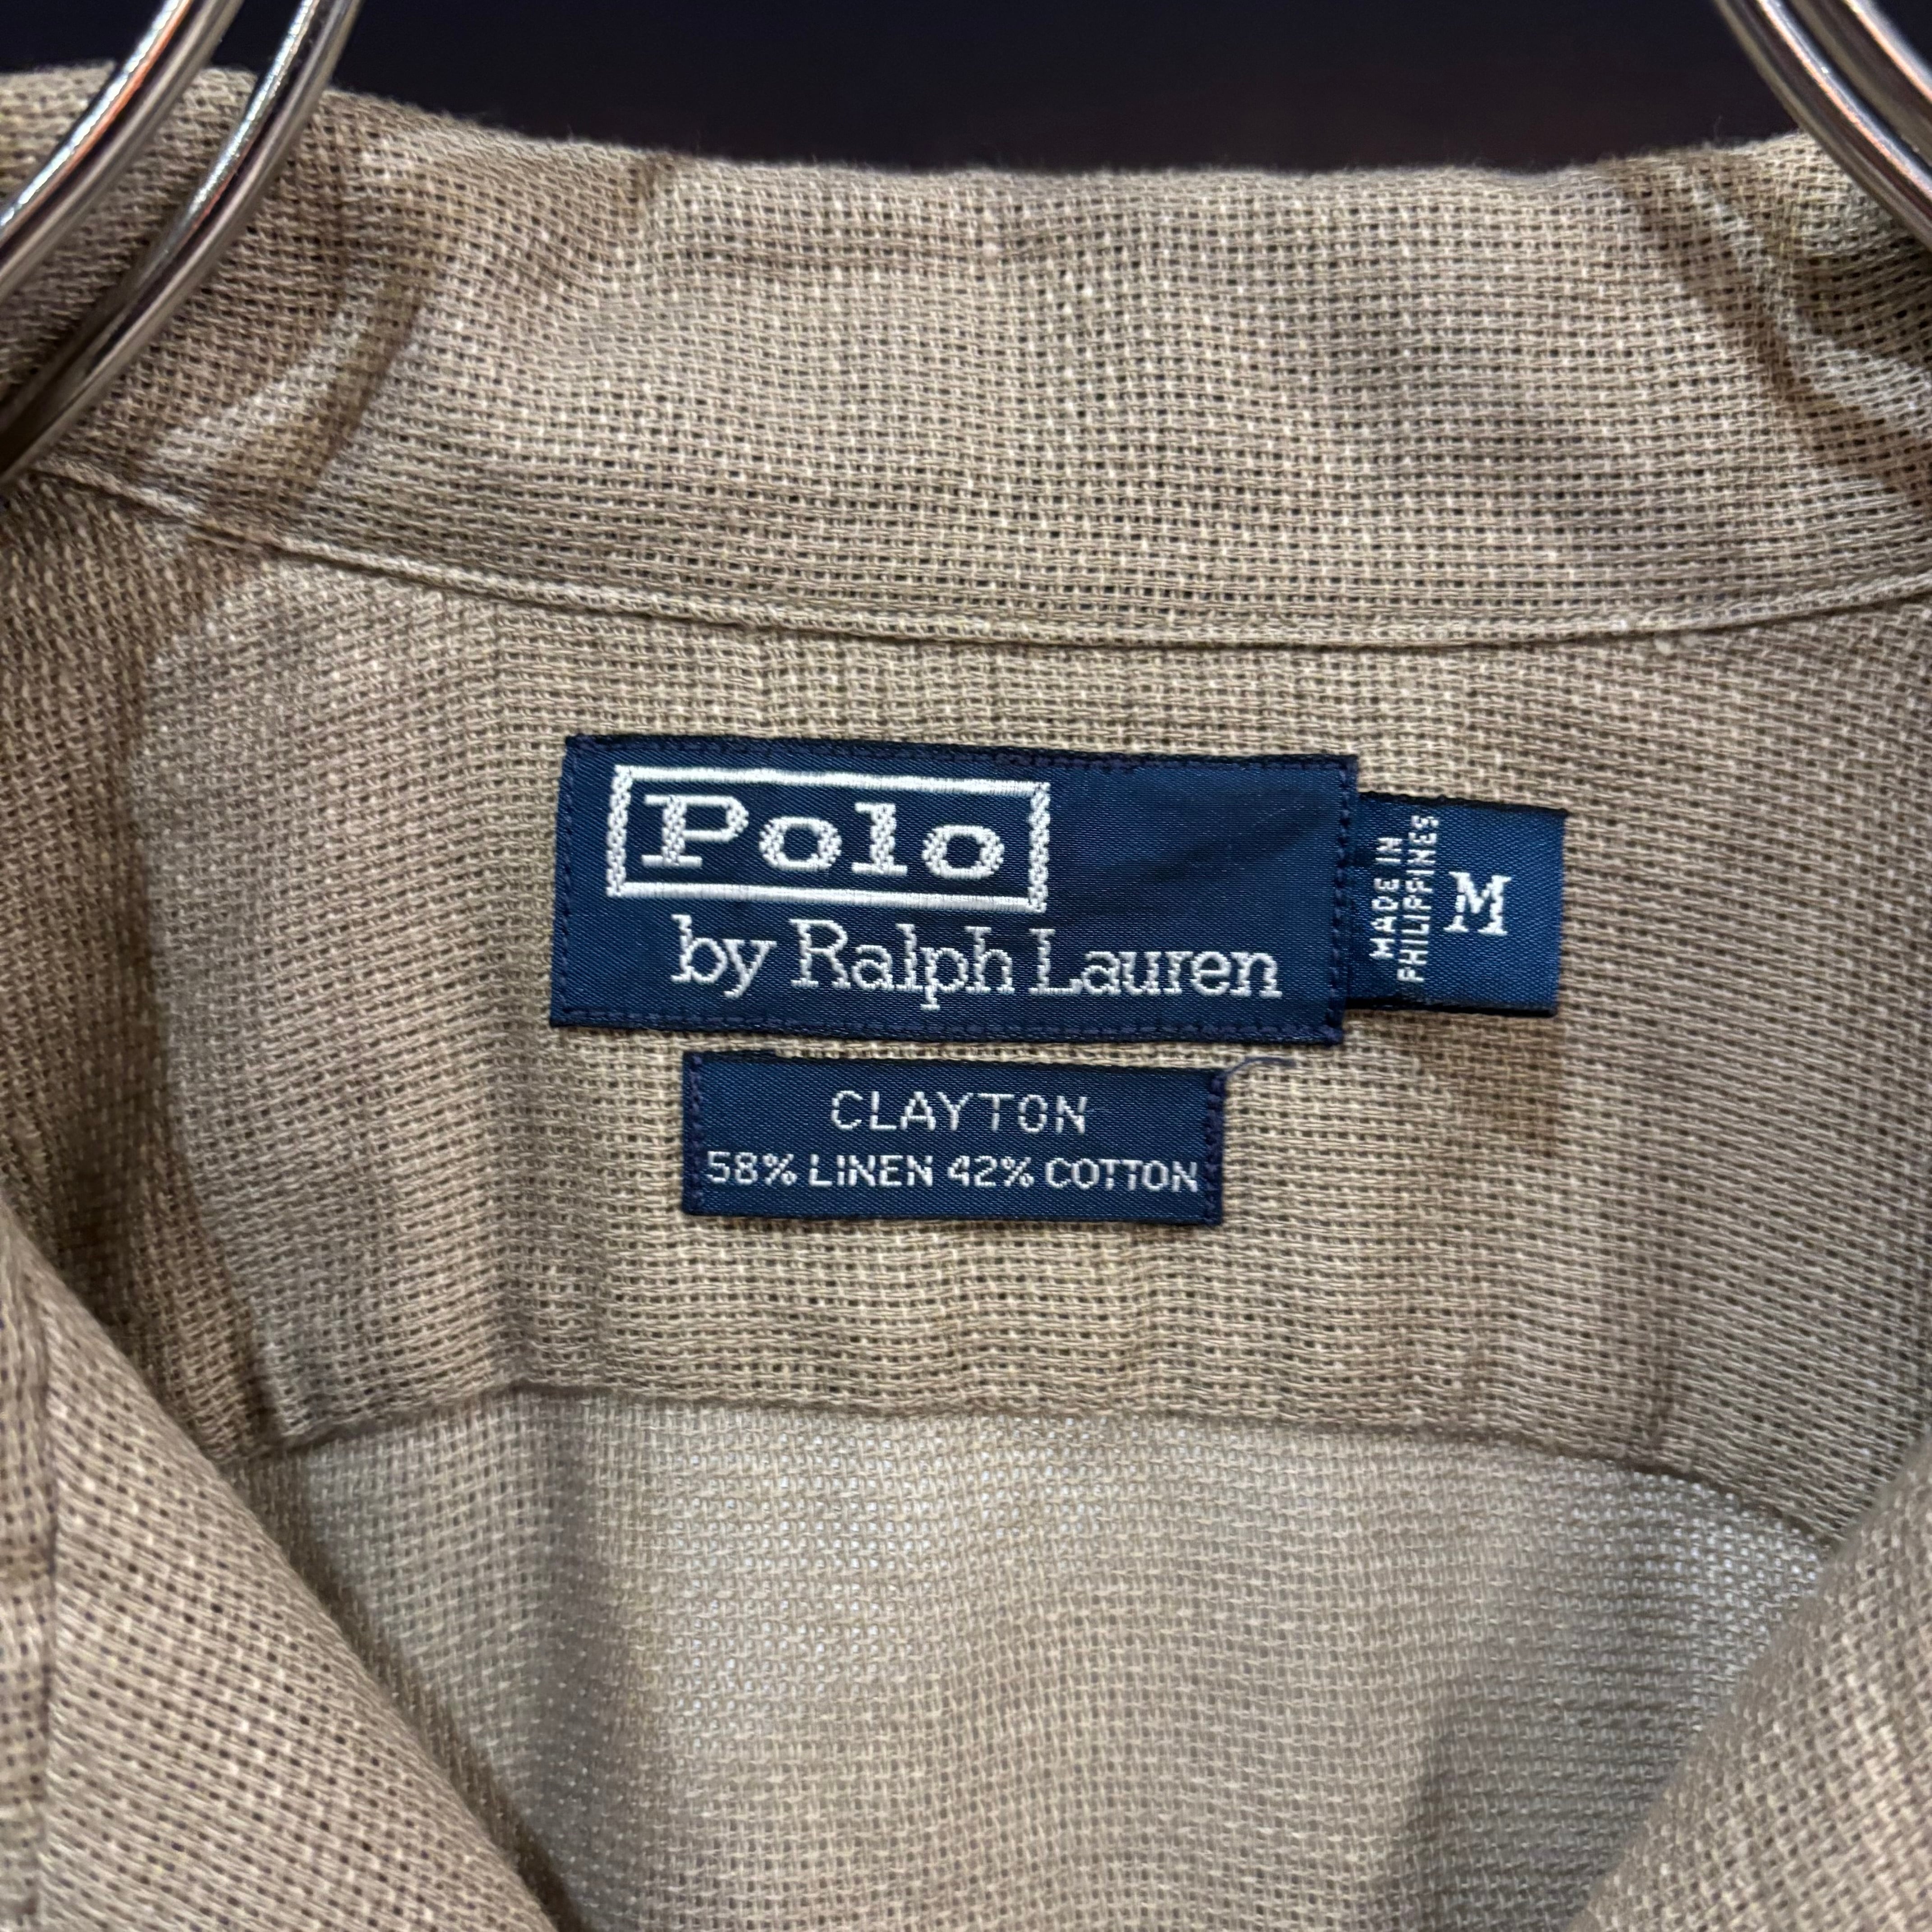 Polo
by Ralph Lauren
MADE IN
PHILIPPINES
M
CLAYTON
58% LINEN 42% COTTON